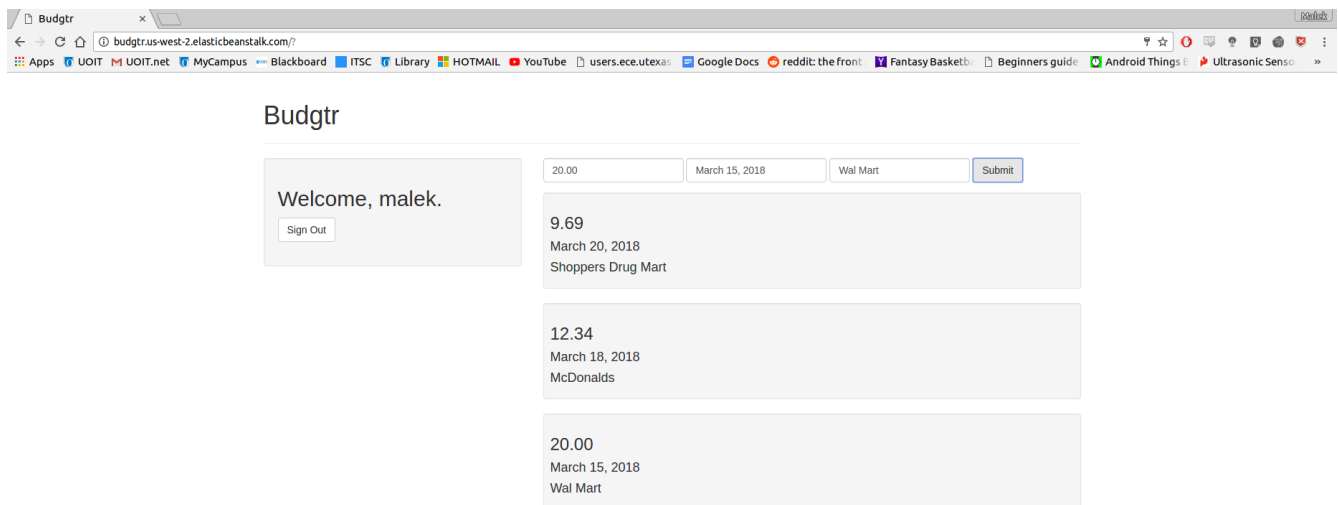 Budgtr
Malek
budgtr.us-west-2.elasticbeanstalk.com/?
Apps UOIT UOIT.net MyCampus Blackboard ITSC Library HOTMAIL YouTube users.ece.utexas Google Docs reddit: the front Fantasy Basketb Beginners guide Android Things Ultrasonic Senso »
Budgtr
Welcome, malek.
Sign Out
20.00 March 15, 2018 Wal Mart Submit
9.69
March 20, 2018
Shoppers Drug Mart
12.34
March 18, 2018
McDonalds
20.00
March 15, 2018
Wal Mart